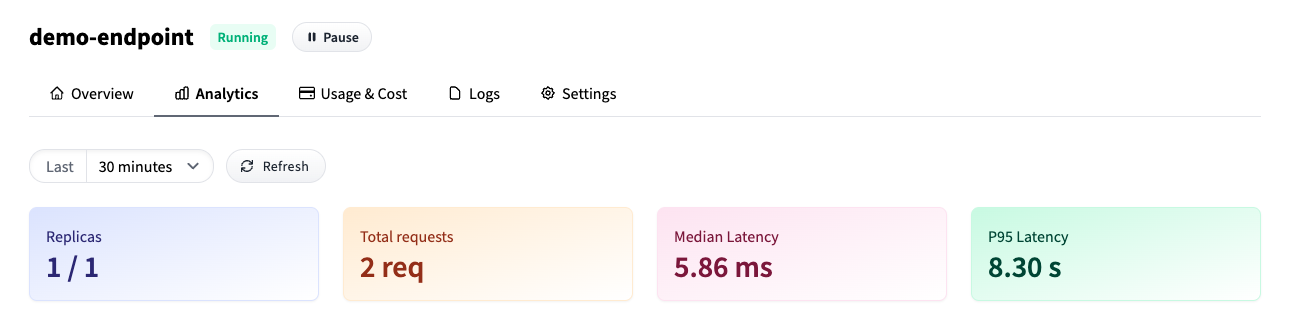 demo-endpoint Running Pause
Overview Analytics Usage & Cost Logs Settings
Last 30 minutes Refresh
Replicas Total requests Median Latency P95 Latency
1 / 1 2 req 5.86 ms 8.30 s